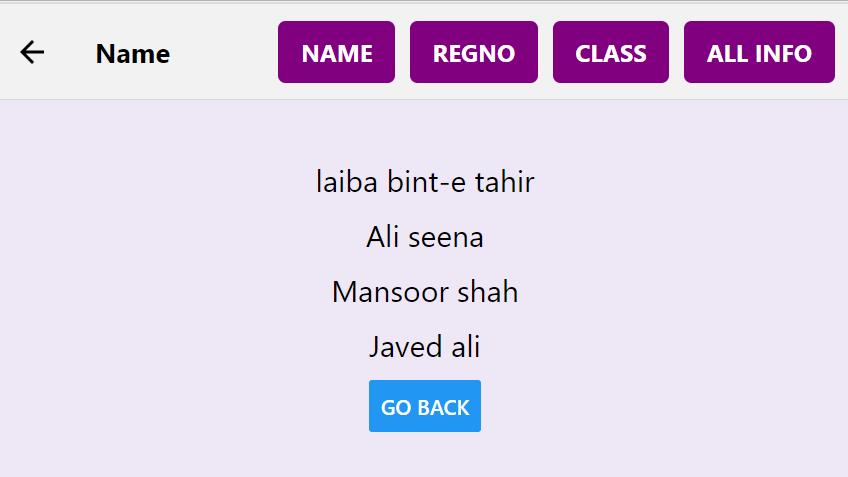 Name NAME REGNO CLASS ALL INFO
laiba bint-e tahir
Ali seena
Mansoor shah
Javed ali
GO BACK